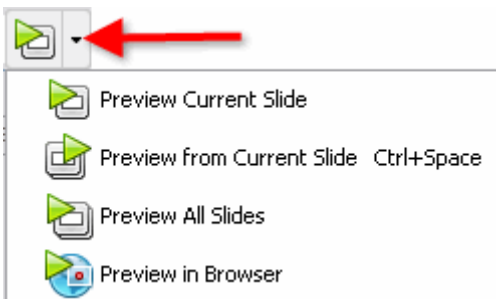 Preview Current Slide
Preview from Current Slide Ctrl+Space
Preview All Slides
Preview in Browser